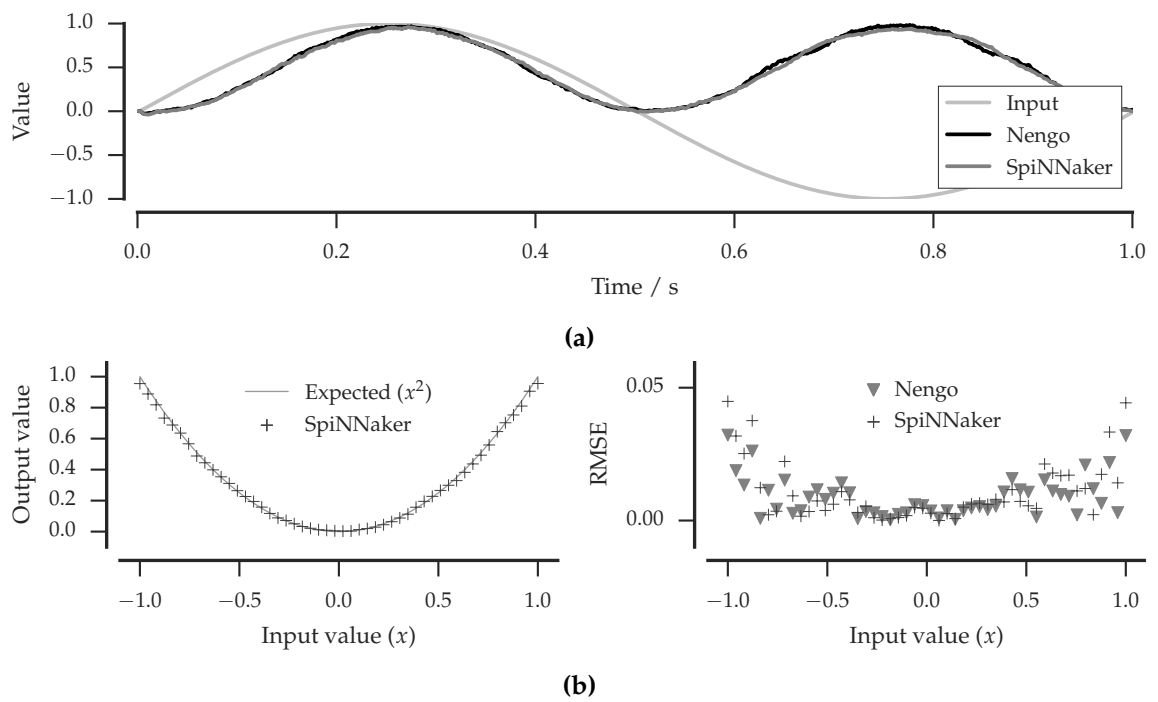 1.0
0.5
0.0
−0.5
−1.0
Value
Input
Nengo
SpiNNaker
0.0 0.2 0.4 0.6 0.8 1.0
Time / s
(a)
1.0
0.8
0.6
0.4
0.2
0.0
Output value
Expected (x²)
SpiNNaker
−1.0 −0.5 0.0 0.5 1.0
Input value (x)
0.05
0.00
RMSE
Nengo
SpiNNaker
−1.0 −0.5 0.0 0.5 1.0
Input value (x)
(b)